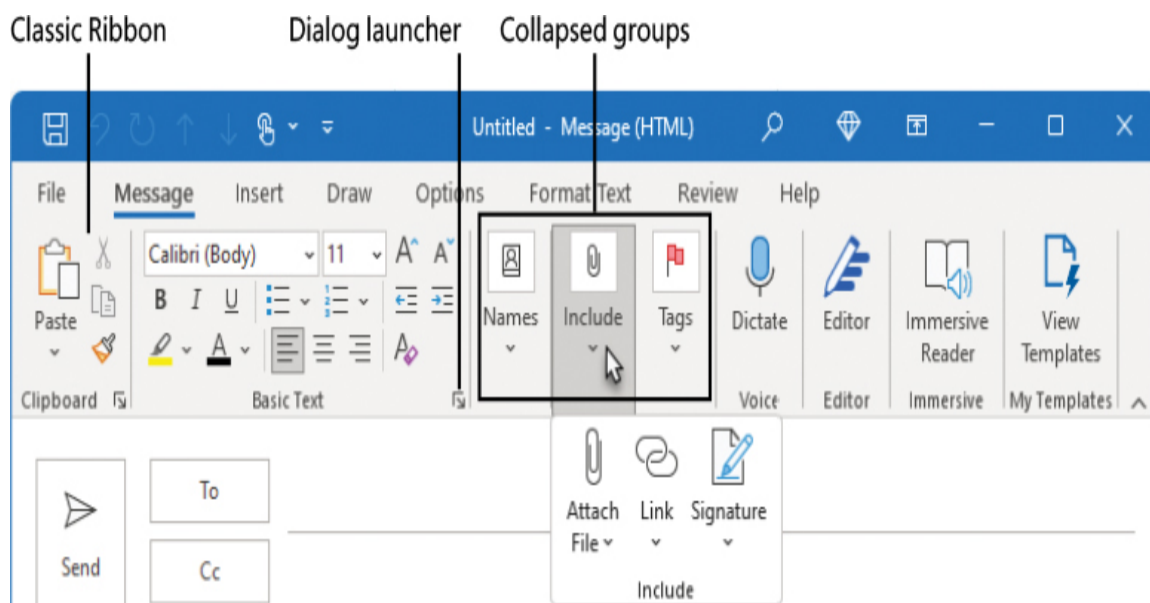 Classic Ribbon Dialog launcher Collapsed groups
Untitled - Message (HTML)
File Message Insert Draw Options Format Text Review Help
Calibri (Body) 11 A A
B I U
Paste
A
A
Names Include Tags Dictate Editor Immersive Reader View Templates
Clipboard Basic Text Voice Editor Immersive My Templates
Attach File Link Signature
Include
To
Send
Cc